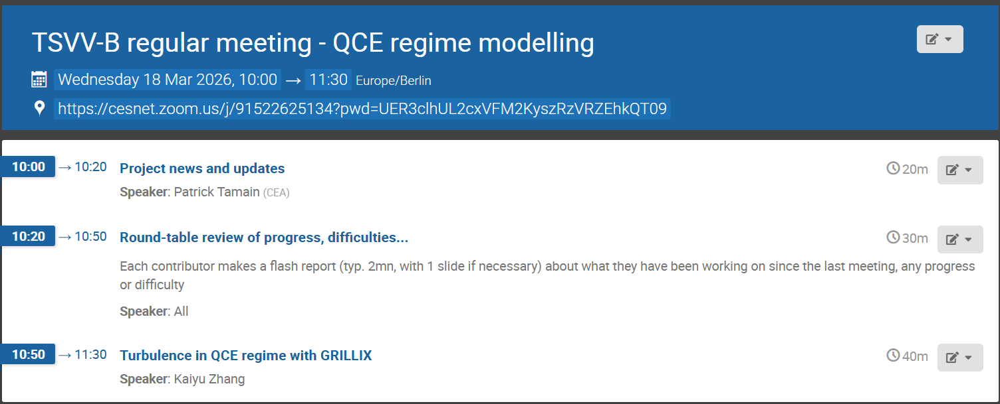 TSVV-B regular meeting - QCE regime modelling
Wednesday 18 Mar 2026, 10:00 → 11:30 Europe/Berlin
https://cesnet.zoom.us/j/91522625134?pwd=UER3clhUL2cxVFM2KyszRzVRZEhkQT09
10:00 → 10:20 Project news and updates 20m
Speaker: Patrick Tamain (CEA)
10:20 → 10:50 Round-table review of progress, difficulties... 30m
Each contributor makes a flash report (typ. 2mn, with 1 slide if necessary) about what they have been working on since the last meeting, any progress
or difficulty
Speaker: All
10:50 → 11:30 Turbulence in QCE regime with GRILLIX 40m
Speaker: Kaiyu Zhang